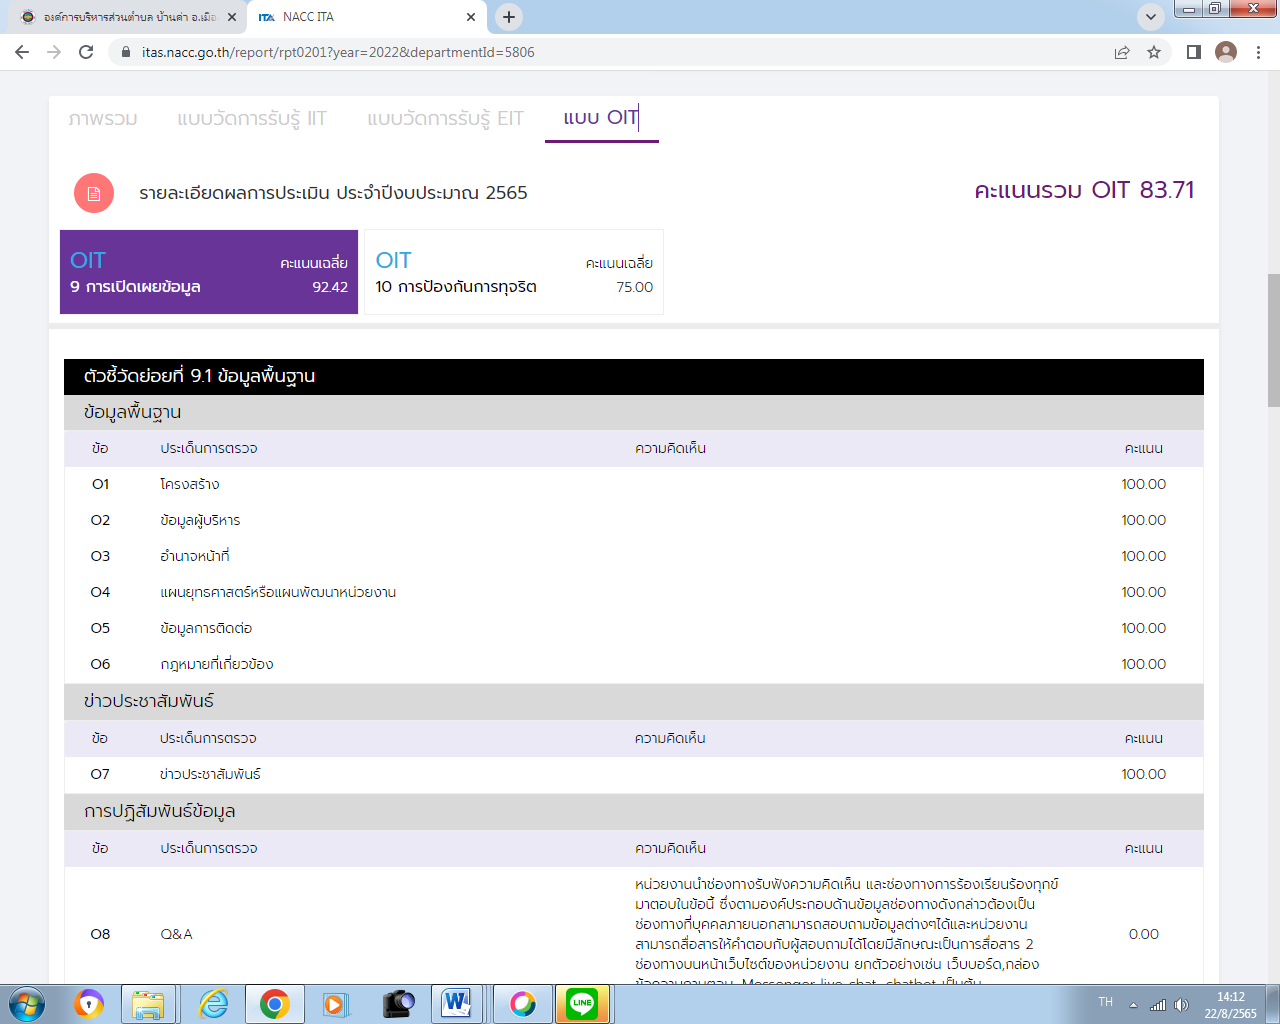 องค์การบริหารส่วนตำบล บ้านค่า อ.เมือ
NACC ITA
itas.nacc.go.th/report/rpt0201?year=2022&departmentId=5806
ภาพรวม แบบวัดการรับรู้ IIT แบบวัดการรับรู้ EIT แบบ OIT
รายละเอียดผลการประเมิน ประจำปีงบประมาณ 2565
คะแนนรวม OIT 83.71
OIT คะแนนเฉลี่ย
9 การเปิดเผยข้อมูล 92.42
OIT คะแนนเฉลี่ย
10 การป้องกันการทุจริต 75.00
ตัวชี้วัดย่อยที่ 9.1 ข้อมูลพื้นฐาน
ข้อมูลพื้นฐาน
ข้อ ประเด็นการตรวจ ความคิดเห็น คะแนน
O1 โครงสร้าง 100.00
O2 ข้อมูลผู้บริหาร 100.00
O3 อำนาจหน้าที่ 100.00
O4 แผนยุทธศาสตร์หรือแผนพัฒนาหน่วยงาน 100.00
O5 ข้อมูลการติดต่อ 100.00
O6 กฎหมายที่เกี่ยวข้อง 100.00
ข่าวประชาสัมพันธ์
ข้อ ประเด็นการตรวจ ความคิดเห็น คะแนน
O7 ข่าวประชาสัมพันธ์ 100.00
การปฏิสัมพันธ์ข้อมูล
ข้อ ประเด็นการตรวจ ความคิดเห็น คะแนน
หน่วยงานนำช่องทางรับฟังความคิดเห็น และช่องทางการร้องเรียนร้องทุกข์
มาตอบในข้อนี้ ซึ่งตามองค์ประกอบด้านข้อมูลช่องทางดังกล่าวต้องเป็น
ช่องทางที่บุคคลภายนอกสามารถสอบถามข้อมูลต่างๆได้และหน่วยงาน
O8 Q&A 0.00
สามารถสื่อสารให้คำตอบกับผู้สอบถามได้โดยมีลักษณะเป็นการสื่อสาร 2
ช่องทางบนหน้าเว็บไซต์ของหน่วยงาน ยกตัวอย่างเช่น เว็บบอร์ด,กล่อง
ข้อความถามตอบ, Messenger live chat, chatbot เป็นต้น
LINE
TH
14:12
22/8/2565